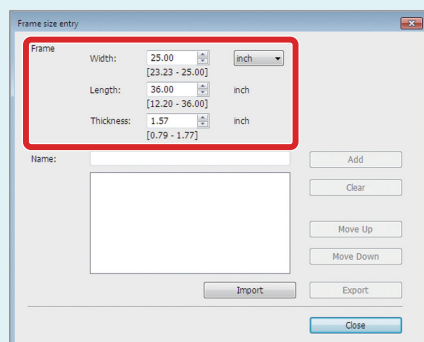 Frame size entry
Frame
Width: 25.00 inch
[23.23 - 25.00]
Length: 36.00 inch
[12.20 - 36.00]
Thickness: 1.57 inch
[0.79 - 1.77]
Name: Add
Clear
Move Up
Move Down
Import Export
Close